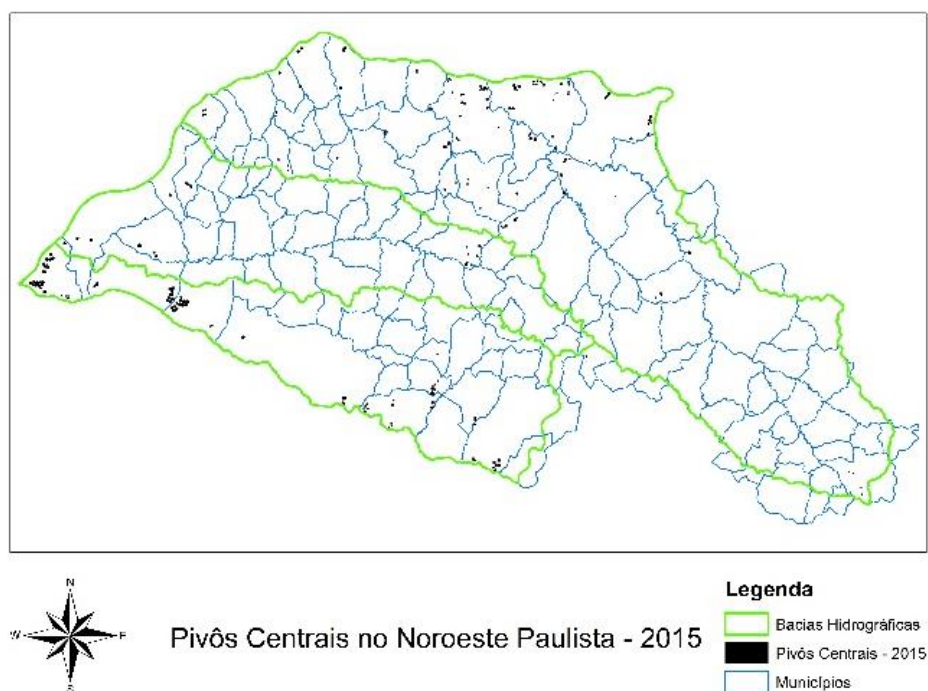 N
W
E
S
Pivôs Centrais no Noroeste Paulista - 2015
Legenda
Bacias Hidrográficas
Pivôs Centrais - 2015
Municípios